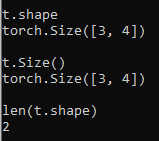 t.shape
torch.Size([3, 4])
t.Size()
torch.Size([3, 4])
len(t.shape)
2